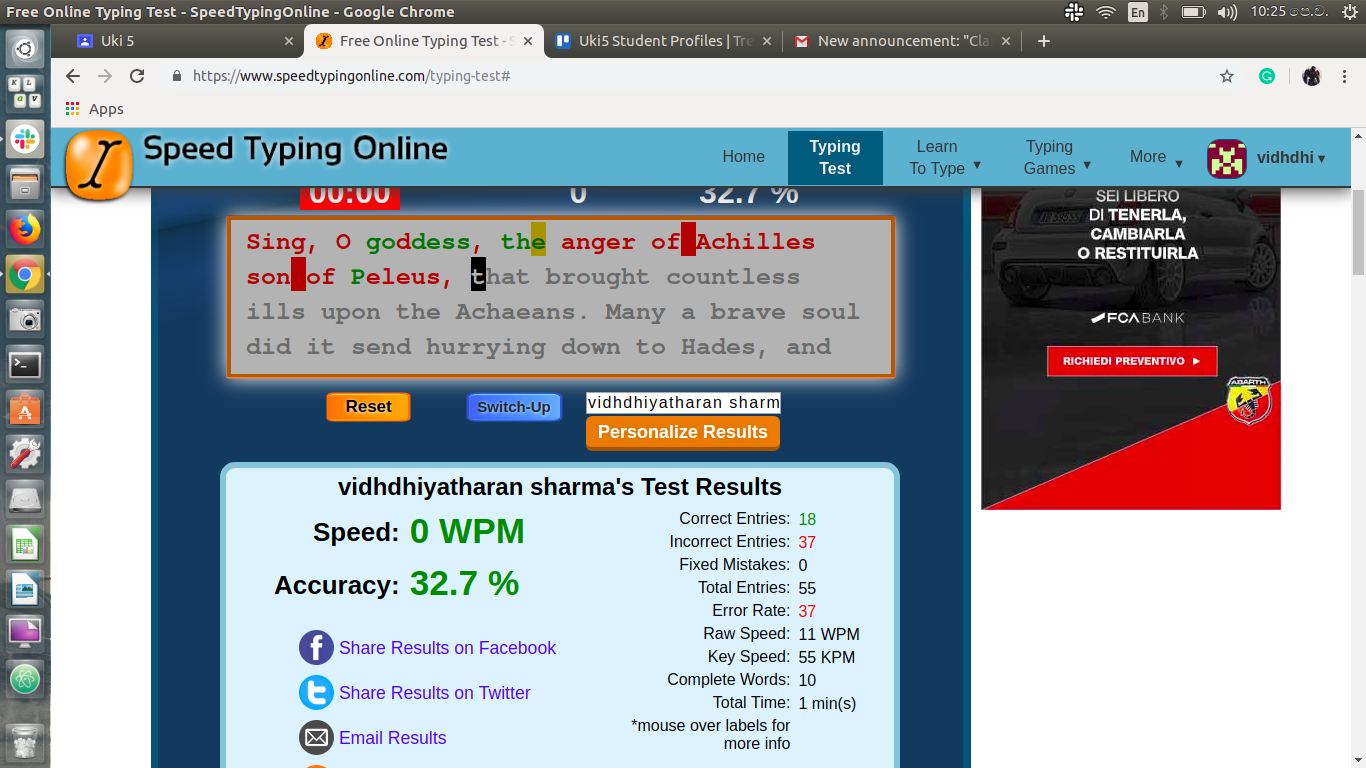 Free Online Typing Test - SpeedTypingOnline - Google Chrome
En
10:25 පෙ.ව.
Uki 5
Free Online Typing Test - S
Uki5 Student Profiles | Tre
New announcement: "Cla
https://www.speedtypingonline.com/typing-test#
Apps
Speed Typing Online
Home
Typing
Test
Learn
To Type
Typing
Games
More
vidhdhi
00:00
0
32.7 %
Sing, O goddess, the anger of Achilles
son of Peleus, that brought countless
ills upon the Achaeans. Many a brave soul
did it send hurrying down to Hades, and
Reset
Switch-Up
vidhdhiyatharan sharm
Personalize Results
vidhdhiyatharan sharma's Test Results
Speed: 0 WPM
Accuracy: 32.7 %
Share Results on Facebook
Share Results on Twitter
Email Results
Correct Entries: 18
Incorrect Entries: 37
Fixed Mistakes: 0
Total Entries: 55
Error Rate: 37
Raw Speed: 11 WPM
Key Speed: 55 KPM
Complete Words: 10
Total Time: 1 min(s)
*mouse over labels for
more info
SEI LIBERO
DI TENERLA,
CAMBIARLA
O RESTITUIRLA
FCA BANK
RICHIEDI PREVENTIVO
ABARTH